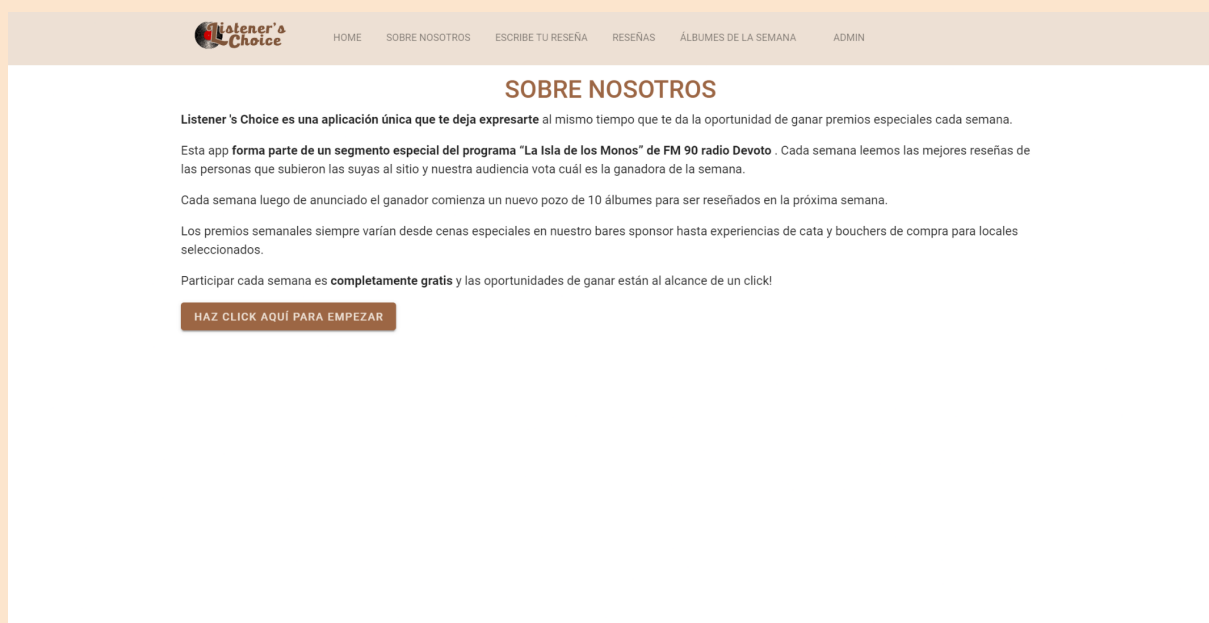 Listener's
Choice
HOME SOBRE NOSOTROS ESCRIBE TU RESEÑA RESEÑAS ÁLBUMES DE LA SEMANA ADMIN
SOBRE NOSOTROS
Listener 's Choice es una aplicación única que te deja expresarte al mismo tiempo que te da la oportunidad de ganar premios especiales cada semana.
Esta app forma parte de un segmento especial del programa “La Isla de los Monos” de FM 90 radio Devoto . Cada semana leemos las mejores reseñas de
las personas que subieron las suyas al sitio y nuestra audiencia vota cuál es la ganadora de la semana.
Cada semana luego de anunciado el ganador comienza un nuevo pozo de 10 álbumes para ser reseñados en la próxima semana.
Los premios semanales siempre varían desde cenas especiales en nuestro bares sponsor hasta experiencias de cata y bouchers de compra para locales
seleccionados.
Participar cada semana es completamente gratis y las oportunidades de ganar están al alcance de un click!
HAZ CLICK AQUÍ PARA EMPEZAR